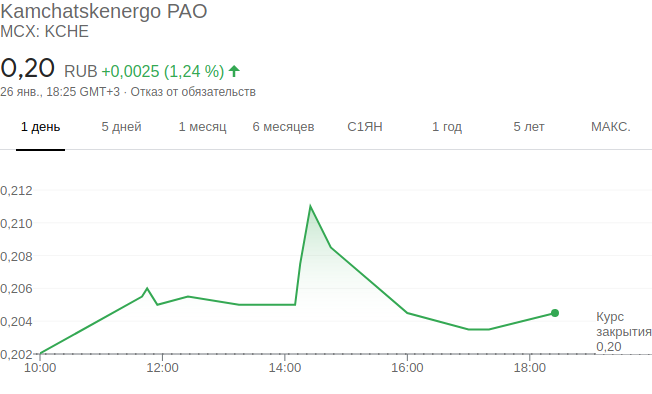 Kamchatskenergo PAO
MCX: KCHE
0,20 RUB +0,0025 (1,24 %)
26 янв., 18:25 GMT+3 · Отказ от обязательств
1 день 5 дней 1 месяц 6 месяцев С1ЯН 1 год 5 лет МАКС.
0,212
0,210
0,208
0,206
0,204
0,202
Курс
закрытия
0,20
10:00 12:00 14:00 16:00 18:00